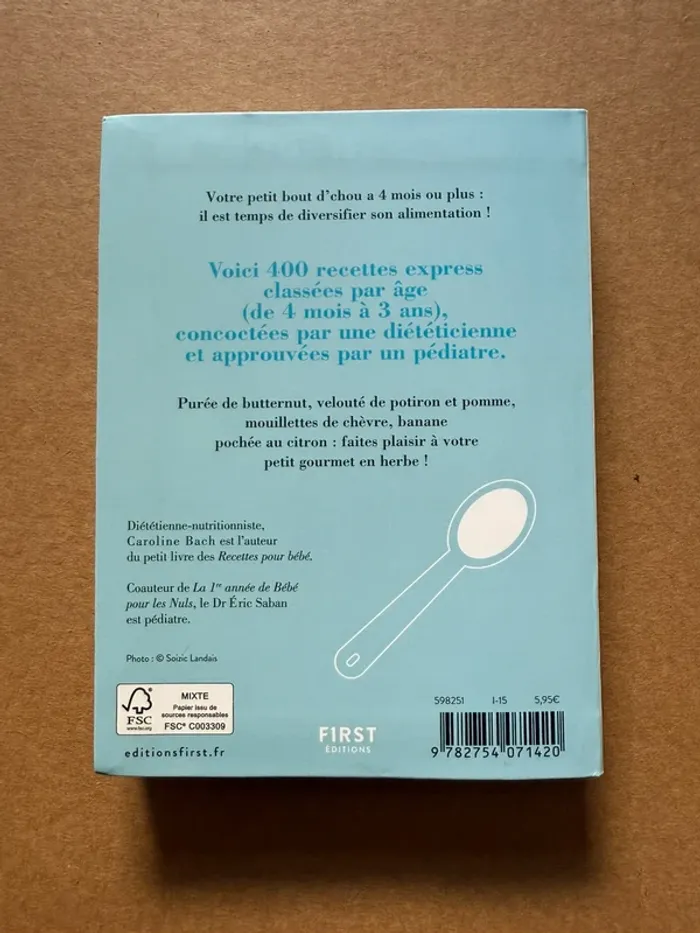 Votre petit bout d'chou a 4 mois ou plus :
il est temps de diversifier son alimentation !
Voici 400 recettes express
classées par âge
(de 4 mois à 3 ans),
concoctées par une diététicienne
et approuvées par un pédiatre.
Purée de butternut, velouté de potiron et pomme,
mouillettes de chèvre, banane
pochée au citron : faites plaisir à votre
petit gourmet en herbe !
Diététienne-nutritionniste,
Caroline Bach est l'auteur
du petit livre des Recettes pour bébé.
Coauteur de La 1re année de Bébé
pour les Nuls, le Dr Éric Saban
est pédiatre.
Photo : © Soizic Landais
FSC
www.fsc.org
MIXTE
Papier issu de
sources responsables
FSC® C003309
editionsfirst.fr
FIRST
ÉDITIONS
598251 I-15 5,95€
9 782754 071420